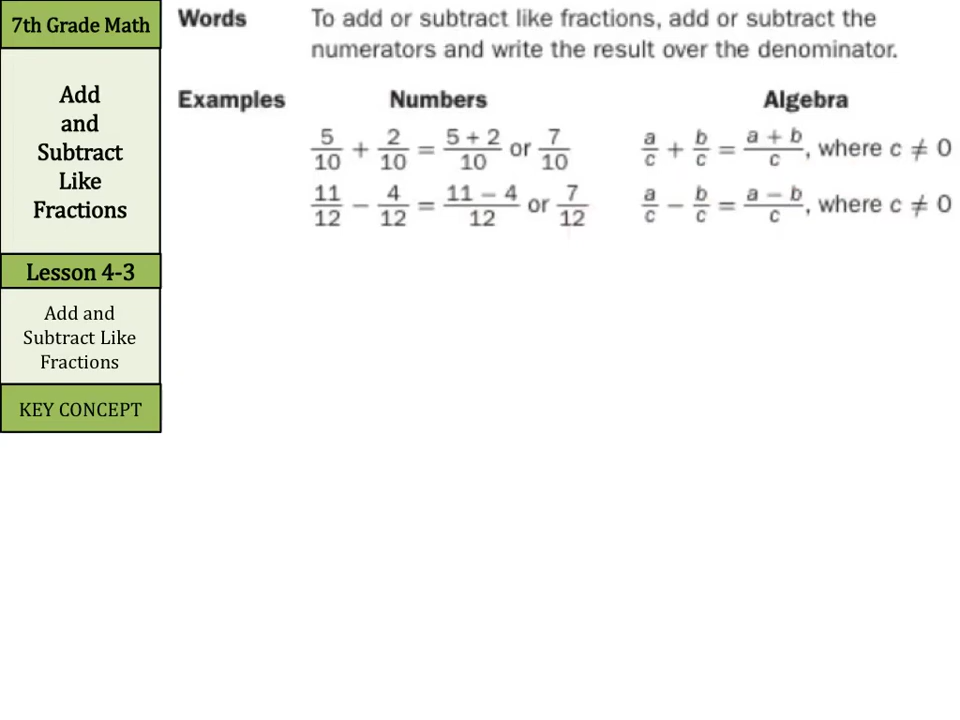 7th Grade Math
Add
and
Subtract
Like
Fractions
Lesson 4-3
Add and
Subtract Like
Fractions
KEY CONCEPT
Words To add or subtract like fractions, add or subtract the
numerators and write the result over the denominator.
Examples Numbers Algebra
5/10 + 2/10 = 5 + 2/10 or 7/10 a/c + b/c = a + b/c, where c ≠ 0
11/12 − 4/12 = 11 − 4/12 or 7/12 a/c − b/c = a − b/c, where c ≠ 0